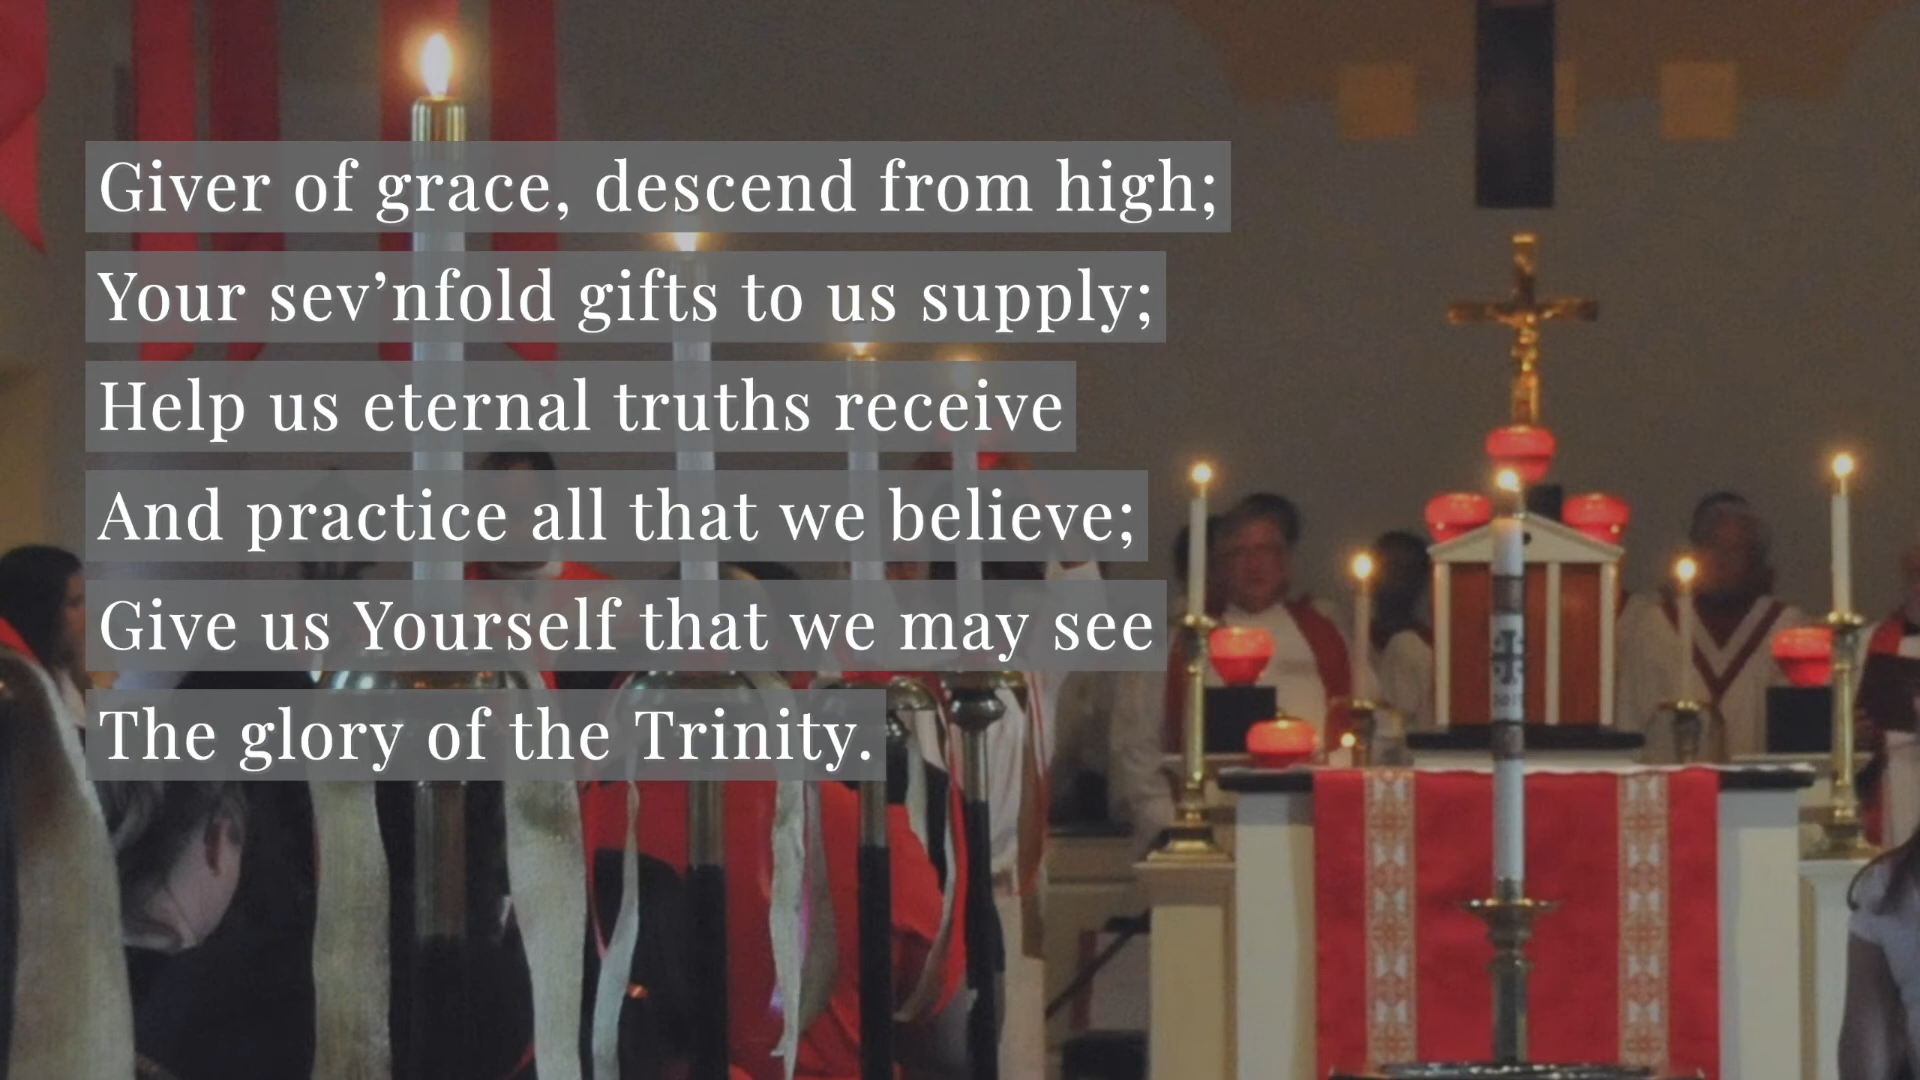 Giver of grace, descend from high;
Your sev’nfold gifts to us supply;
Help us eternal truths receive
And practice all that we believe;
Give us Yourself that we may see
The glory of the Trinity.